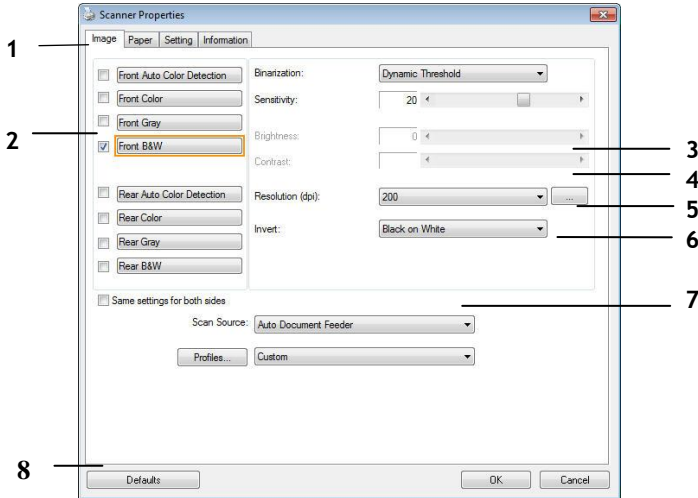 Scanner Properties
1
Image Paper Setting Information
Front Auto Color Detection Binarization: Dynamic Threshold
Front Color Sensitivity: 20
Front Gray
2
Front B&W Brightness: 0
3
Contrast:
4
Rear Auto Color Detection Resolution (dpi): 200 ...
5
Rear Color
Invert: Black on White
6
Rear Gray
Rear B&W
7
Same settings for both sides
Scan Source: Auto Document Feeder
Profiles... Custom
8
Defaults OK Cancel